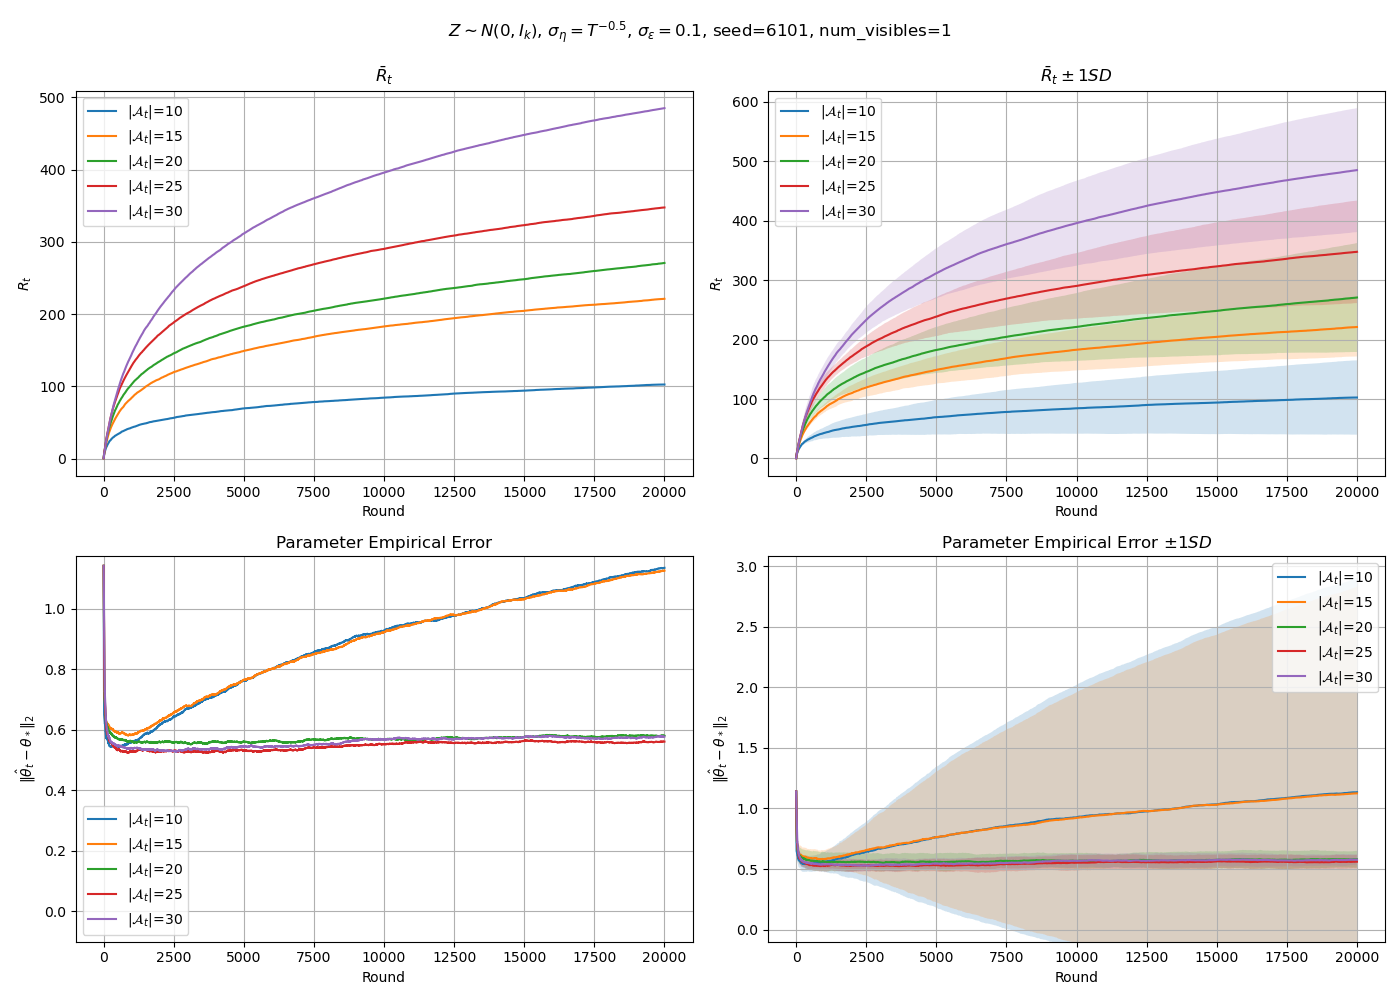 Z ∼ N(0, I_k), σ_η = T^{−0.5}, σ_ε = 0.1, seed=6101, num_visibles=1
R̄_t
500
400
300
200
100
0
R_t
|𝒜_t|=10
|𝒜_t|=15
|𝒜_t|=20
|𝒜_t|=25
|𝒜_t|=30
0 2500 5000 7500 10000 12500 15000 17500 20000
Round
R̄_t ± 1SD
600
500
400
300
200
100
0
R_t
|𝒜_t|=10
|𝒜_t|=15
|𝒜_t|=20
|𝒜_t|=25
|𝒜_t|=30
0 2500 5000 7500 10000 12500 15000 17500 20000
Round
Parameter Empirical Error
1.0
0.8
0.6
0.4
0.2
0.0
‖θ̂_t − θ_*‖_2
|𝒜_t|=10
|𝒜_t|=15
|𝒜_t|=20
|𝒜_t|=25
|𝒜_t|=30
0 2500 5000 7500 10000 12500 15000 17500 20000
Round
Parameter Empirical Error ±1SD
3.0
2.5
2.0
1.5
1.0
0.5
0.0
‖θ̂_t − θ_*‖_2
|𝒜_t|=10
|𝒜_t|=15
|𝒜_t|=20
|𝒜_t|=25
|𝒜_t|=30
0 2500 5000 7500 10000 12500 15000 17500 20000
Round